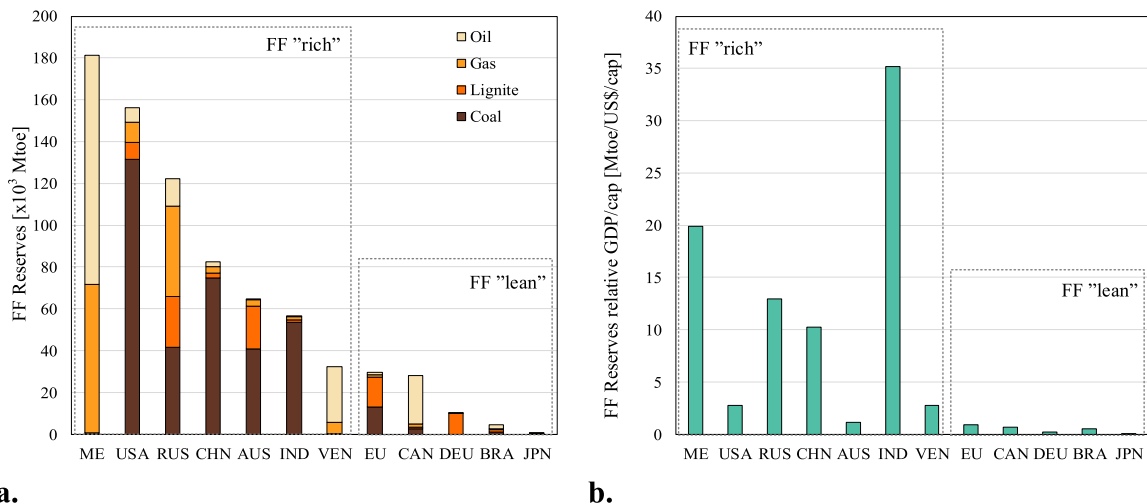 FF Reserves [x10³ Mtoe]
200
180
160
140
120
100
80
60
40
20
0
FF ”rich”
Oil
Gas
Lignite
Coal
FF ”lean”
ME USA RUS CHN AUS IND VEN EU CAN DEU BRA JPN
a.
FF Reserves relative GDP/cap [Mtoe/US$/cap]
40
35
30
25
20
15
10
5
0
FF ”rich”
FF ”lean”
ME USA RUS CHN AUS IND VEN EU CAN DEU BRA JPN
b.